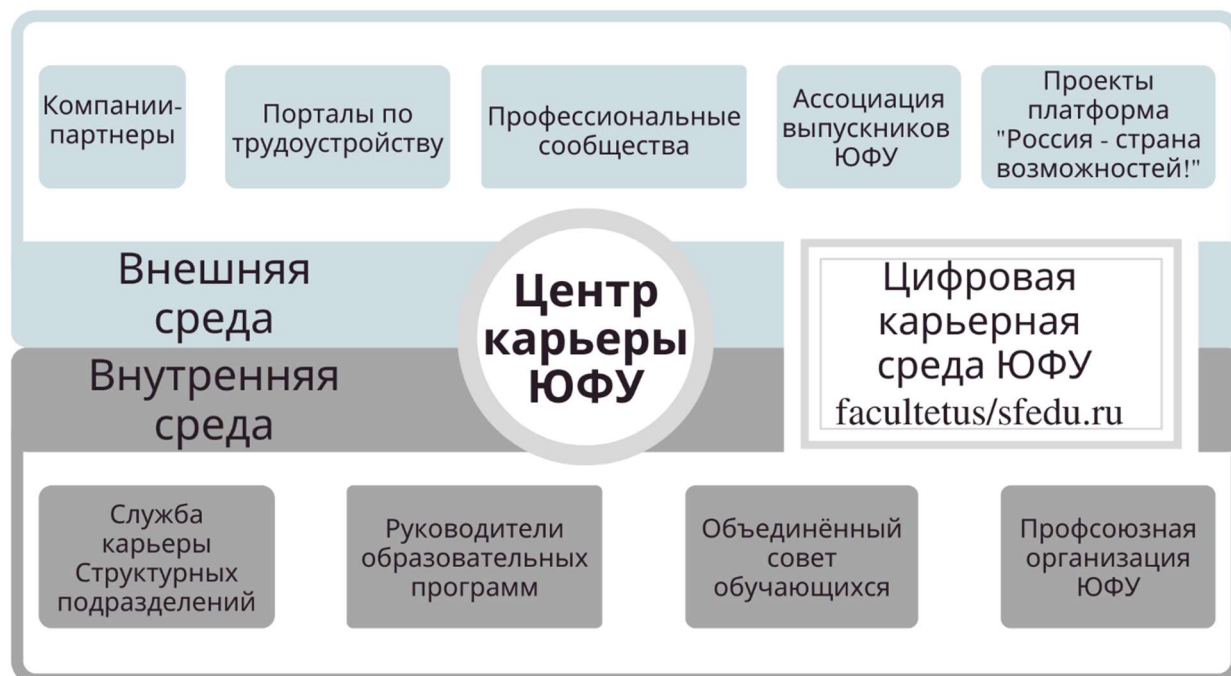 Компании-
партнеры
Порталы по
трудоустройству
Профессиональные
сообщества
Ассоциация
выпускников
ЮФУ
Проекты
платформа
"Россия - страна
возможностей!"
Внешняя
среда
Центр
карьеры
ЮФУ
Цифровая
карьерная
среда ЮФУ
facultetus/sfedu.ru
Внутренняя
среда
Служба
карьеры
Структурных
подразделений
Руководители
образовательных
программ
Объединённый
совет
обучающихся
Профсоюзная
организация
ЮФУ